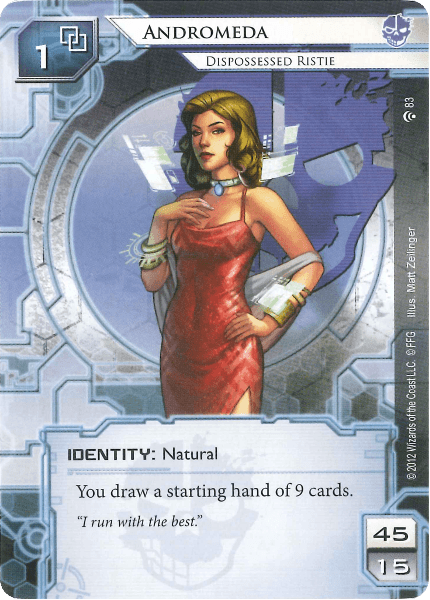 1
ANDROMEDA
DISPOSSESSED RISTIE
83
IDENTITY: Natural
You draw a starting hand of 9 cards.
“I run with the best.”
45
15
© 2012 Wizards of the Coast LLC. © FFG Illus. Matt Zeilinger